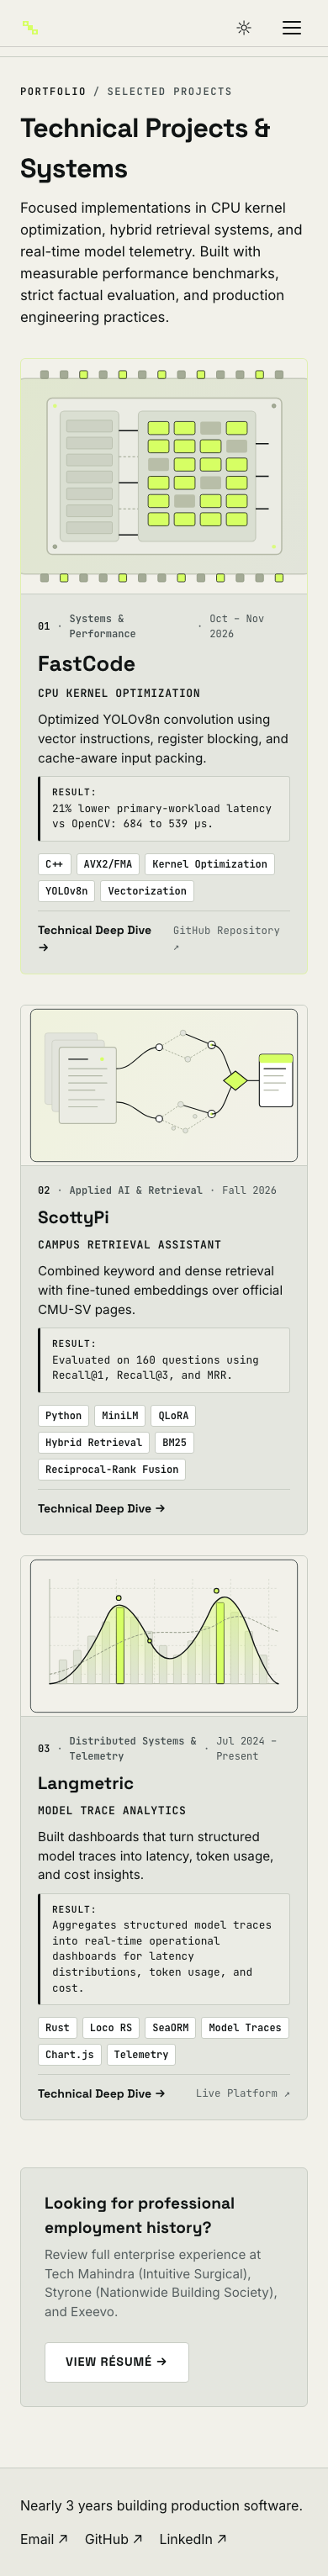 PORTFOLIO / SELECTED PROJECTS
Technical Projects &
Systems
Focused implementations in CPU kernel
optimization, hybrid retrieval systems, and
real-time model telemetry. Built with
measurable performance benchmarks,
strict factual evaluation, and production
engineering practices.
01 · Systems & Performance · Oct – Nov 2026
FastCode
CPU KERNEL OPTIMIZATION
Optimized YOLOv8n convolution using
vector instructions, register blocking, and
cache-aware input packing.
RESULT:
21% lower primary-workload latency
vs OpenCV: 684 to 539 µs.
C++ AVX2/FMA Kernel Optimization
YOLOv8n Vectorization
Technical Deep Dive → GitHub Repository ↗
02 · Applied AI & Retrieval · Fall 2026
ScottyPi
CAMPUS RETRIEVAL ASSISTANT
Combined keyword and dense retrieval
with fine-tuned embeddings over official
CMU-SV pages.
RESULT:
Evaluated on 160 questions using
Recall@1, Recall@3, and MRR.
Python MiniLM QLoRA
Hybrid Retrieval BM25
Reciprocal-Rank Fusion
Technical Deep Dive →
03 · Distributed Systems & Telemetry · Jul 2024 – Present
Langmetric
MODEL TRACE ANALYTICS
Built dashboards that turn structured
model traces into latency, token usage,
and cost insights.
RESULT:
Aggregates structured model traces
into real-time operational
dashboards for latency
distributions, token usage, and
cost.
Rust Loco RS SeaORM Model Traces
Chart.js Telemetry
Technical Deep Dive → Live Platform ↗
Looking for professional
employment history?
Review full enterprise experience at
Tech Mahindra (Intuitive Surgical),
Styrone (Nationwide Building Society),
and Exeevo.
VIEW RÉSUMÉ →
Nearly 3 years building production software.
Email ↗ GitHub ↗ LinkedIn ↗